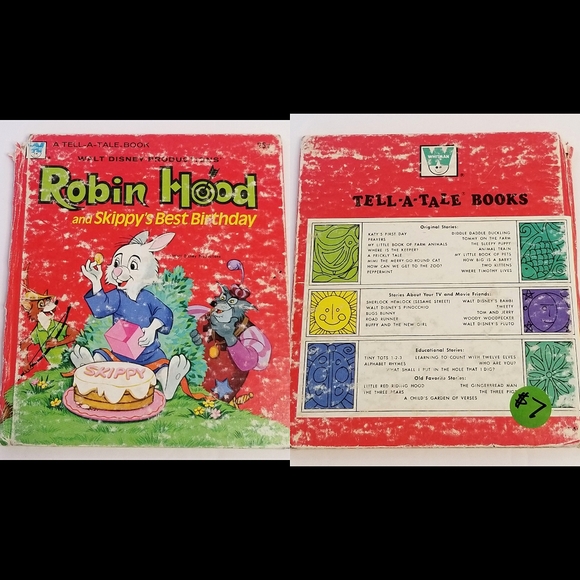 W
A TELL-A-TALE BOOK
WALT DISNEY PRODUCTIONS'
Robin Hood
and Skippy's Best Birthday
SKIPPY
W
WHITMAN
TELL-A-TALE® BOOKS
Original Stories:
KATY'S FIRST DAY
PRAYERS
MY LITTLE BOOK OF FARM ANIMALS
WHERE IS THE KEEPER?
A PRICKLY TALE
MIMI THE MERRY-GO-ROUND CAT
HOW CAN WE GET TO THE ZOO?
PEPPERMINT
DIDDLE DADDLE DUCKLING
TOMMY ON THE FARM
THE SLEEPY PUPPY
ANIMAL TRAIN
MY LITTLE BOOK OF PETS
HOW BIG IS A BABY?
TWO KITTENS
WHERE TIMOTHY LIVES
Stories About Your TV and Movie Friends:
SHERLOCK HEMLOCK (SESAME STREET)
WALT DISNEY'S PINOCCHIO
BUGS BUNNY
ROAD RUNNER
BUFFY AND THE NEW GIRL
WALT DISNEY'S BAMBI
TWEETY
TOM AND JERRY
WOODY WOODPECKER
WALT DISNEY'S PLUTO
Educational Stories:
TINY TOTS 1-2-3
ALPHABET RHYMES
LEARNING TO COUNT WITH TWELVE ELVES
WHO ARE YOU?
WHAT SHALL I PUT IN THE HOLE THAT I DIG?
Old Favorite Stories:
LITTLE RED RIDING HOOD
THE THREE BEARS
THE GINGERBREAD MAN
THE THREE PIGS
A CHILD'S GARDEN OF VERSES
$7